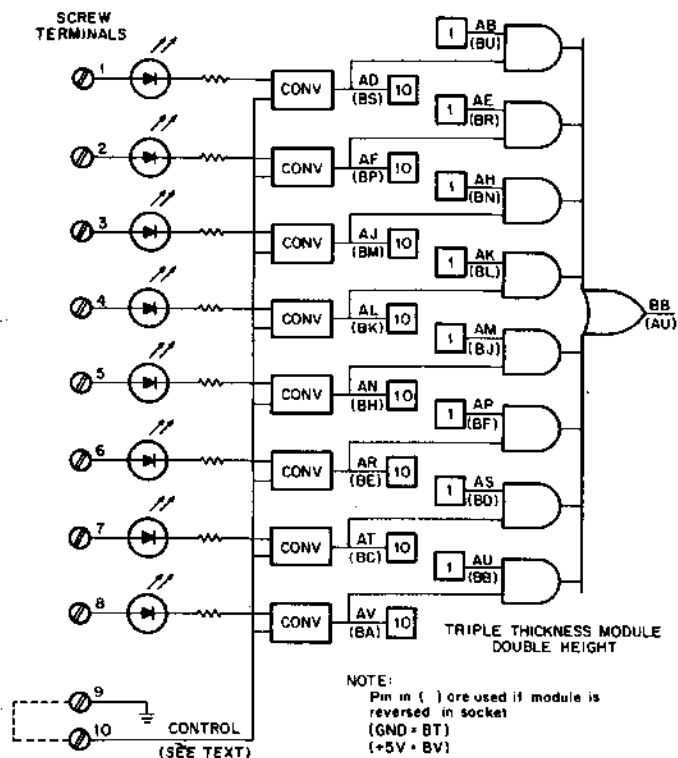 SCREW
TERMINALS
1
CONV
AD
(BS)
10
1
AB
(BU)
2
CONV
AF
(BP)
10
1
AE
(BR)
3
CONV
AJ
(BM)
10
1
AH
(BN)
4
CONV
AL
(BK)
10
1
AK
(BL)
5
CONV
AN
(BH)
10
1
AM
(BJ)
6
CONV
AR
(BE)
10
1
AP
(BF)
7
CONV
AT
(BC)
10
1
AS
(BD)
8
CONV
AV
(BA)
10
1
AU
(BB)
BB
(AU)
9
10
CONTROL
(SEE TEXT)
TRIPLE THICKNESS MODULE
DOUBLE HEIGHT
NOTE:
Pin in ( ) are used if module is
reversed in socket
(GND = BT)
(+5V = BV)